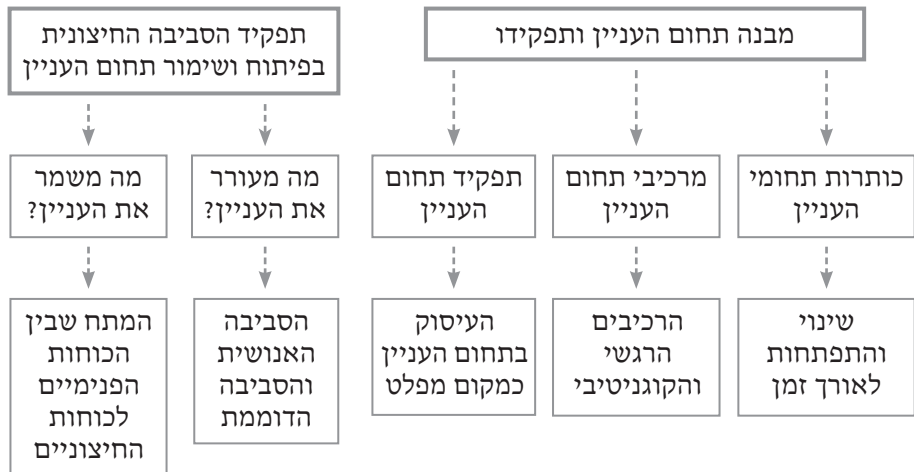 מבנה תחום העניין ותפקידו
תפקיד הסביבה החיצונית
בפיתוח ושימור תחום העניין
כותרות תחומי
העניין
מרכיבי תחום
העניין
תפקיד תחום
העניין
מה מעורר
את העניין?
מה משמר
את העניין?
שינוי
והתפתחות
לאורך זמן
הרכיבים
הרגשי
והקוגניטיבי
העיסוק
בתחום העניין
כמקום מפלט
הסביבה
האנושית
והסביבה
הדוממת
המתח שבין
הכוחות
הפנימיים
לכוחות
החיצוניים